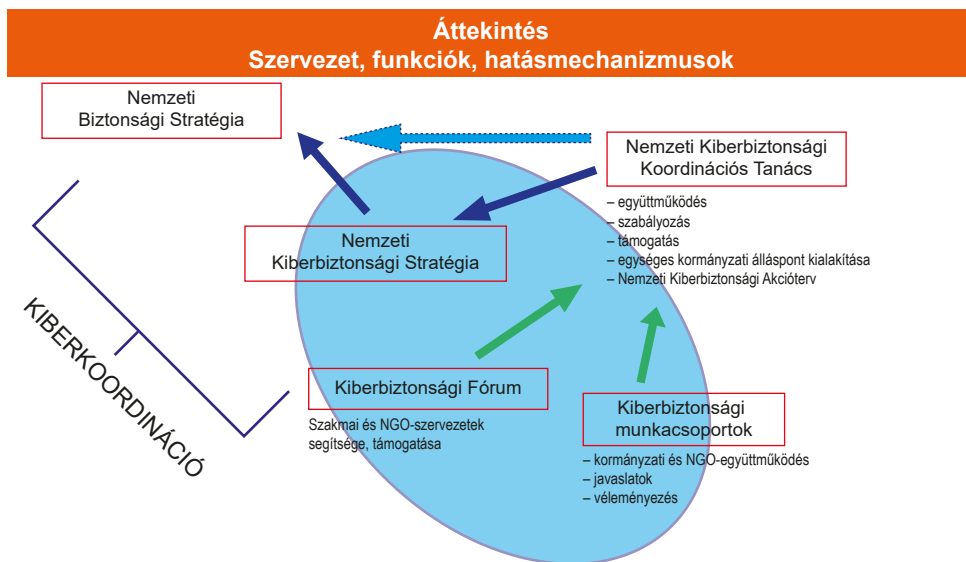 Áttekintés
Szervezet, funkciók, hatásmechanizmusok
Nemzeti
Biztonsági Stratégia
Nemzeti Kiberbiztonsági
Koordinációs Tanács
– együttműködés
– szabályozás
– támogatás
– egységes kormányzati álláspont kialakítása
– Nemzeti Kiberbiztonsági Akcióterv
Nemzeti
Kiberbiztonsági Stratégia
KIBERKOORDINÁCIÓ
Kiberbiztonsági Fórum
Szakmai és NGO-szervezetek
segítsége, támogatása
Kiberbiztonsági
munkacsoportok
– kormányzati és NGO-együttműködés
– javaslatok
– véleményezés